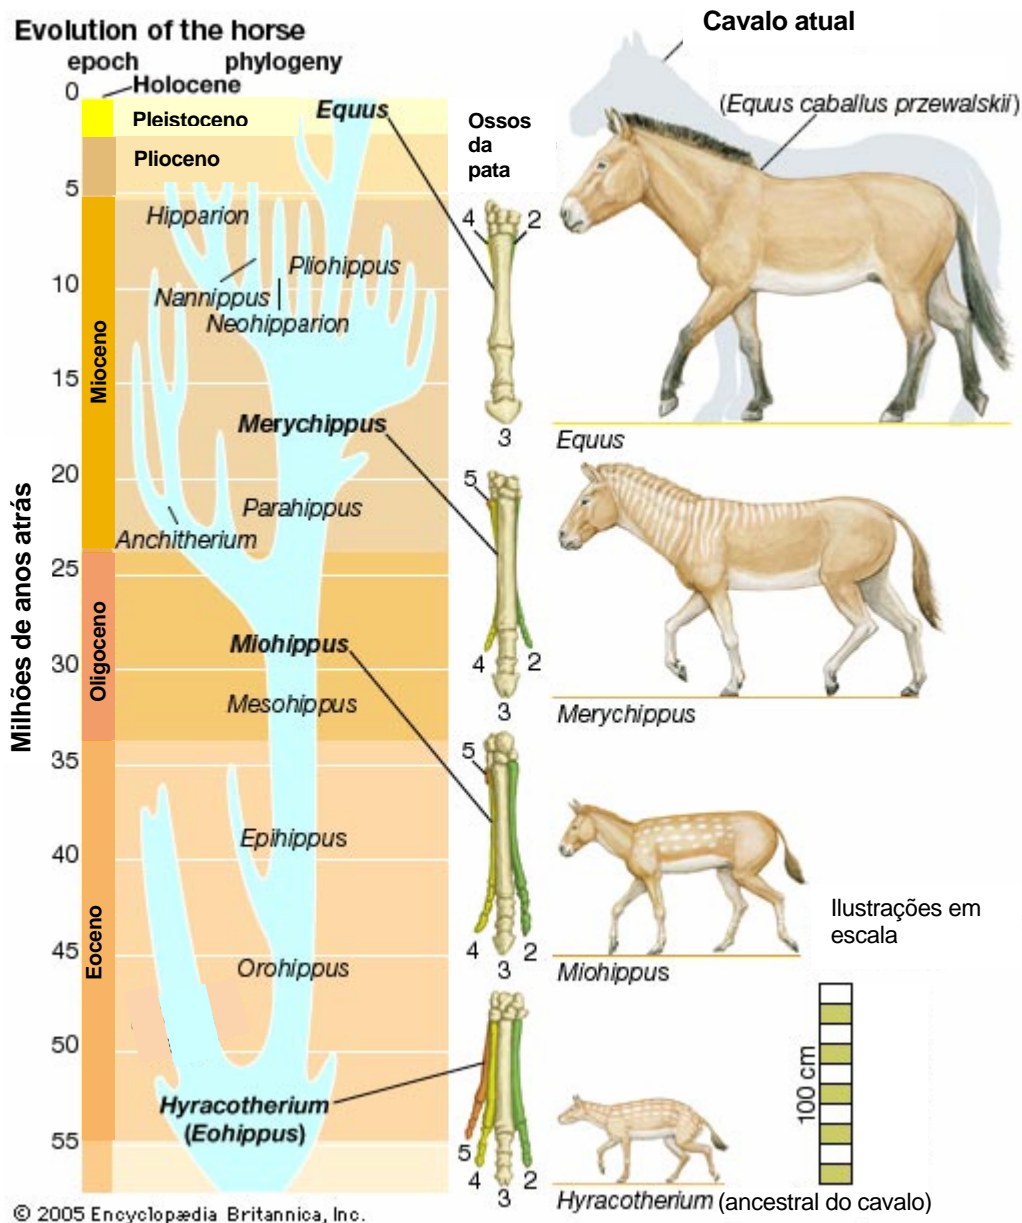 Evolution of the horse
epoch phylogeny
Cavalo atual
(Equus caballus przewalskii)
0
Holocene
Equus
Pleistoceno
Ossos
da
pata
Plioceno
5
Hipparion
4 2
Pliohippus
10
Nannippus
Neohipparion
Mioceno
15
Merychippus
3
Equus
20
5
Parahippus
Anchitherium
Milhões de anos atrás
25
Oligoceno
Miohippus
4 2
30
3
Mesohippus
Merychippus
35
5
Epihippus
40
Eoceno
Ilustrações em
escala
45
4 3 2
Orohippus
Miohippus
50
100 cm
Hyracotherium
(Eohippus)
55
5
4 2
3
Hyracotherium (ancestral do cavalo)
© 2005 Encyclopædia Britannica, Inc.